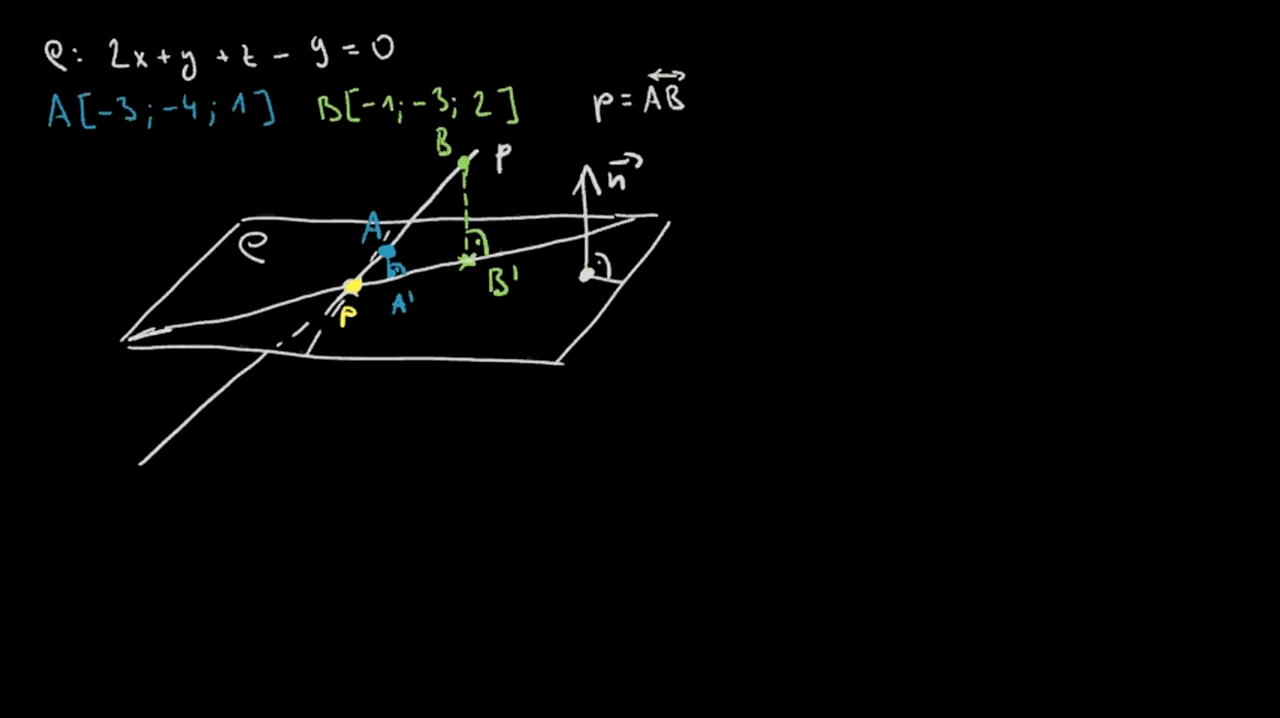 ρ: 2x + y + z - 9 = 0
A[-3; -4; 1] B[-1; -3; 2] p = AB
B p
n
A
ρ
B'
A'
P